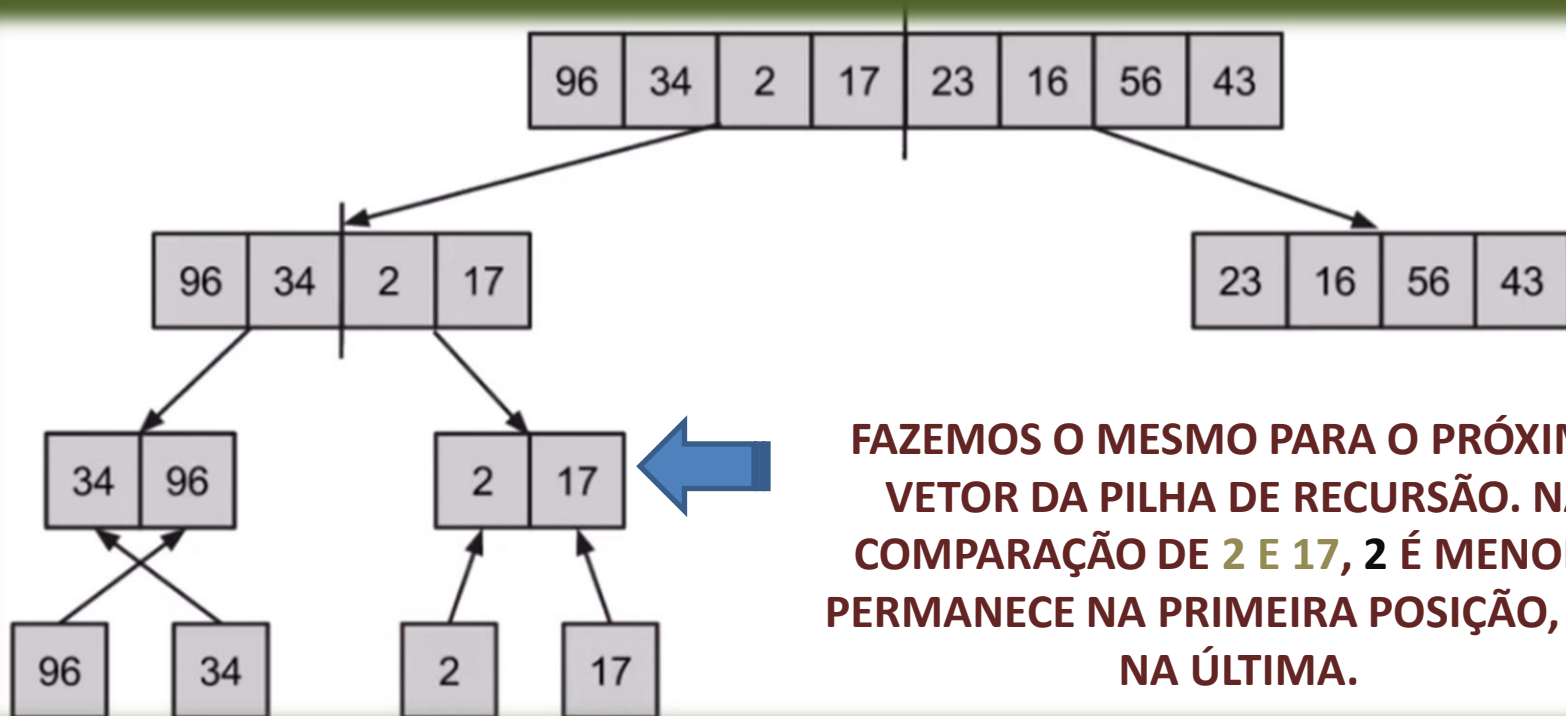 96 34 2 17 23 16 56 43
96 34 2 17
23 16 56 43
34 96
2 17
96 34 2 17
FAZEMOS O MESMO PARA O
VETOR DA PILHA DE RECURSÃO.
COMPARAÇÃO DE 2 E 17, 2 É
PERMANECE NA PRIMEIRA POSIÇÃO,
NA ÚLTIMA.